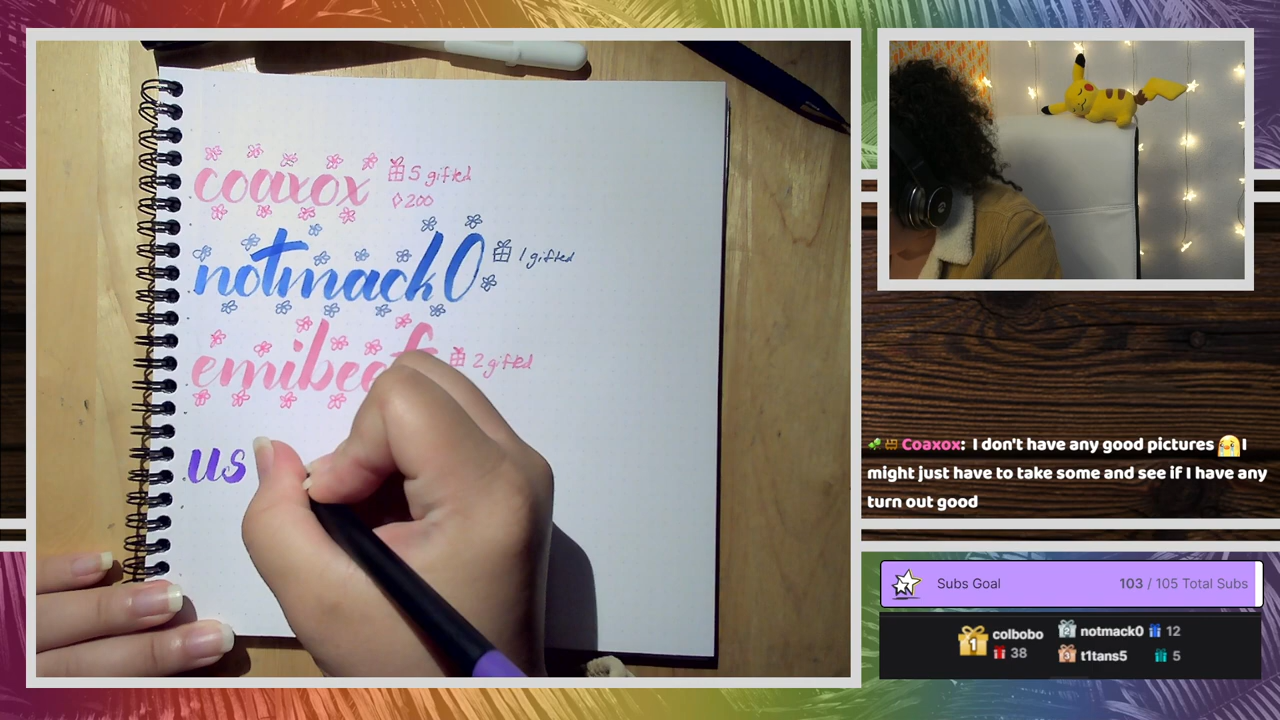 coaxox 5 gifted
200
notmack0 1 gifted
emibee 2 gifted
us
Coaxox: I don't have any good pictures 😭 I
might just have to take some and see if I have any
turn out good
Subs Goal 103 / 105 Total Subs
1 colbobo 38
2 notmack0 12
3 t1tans5 5